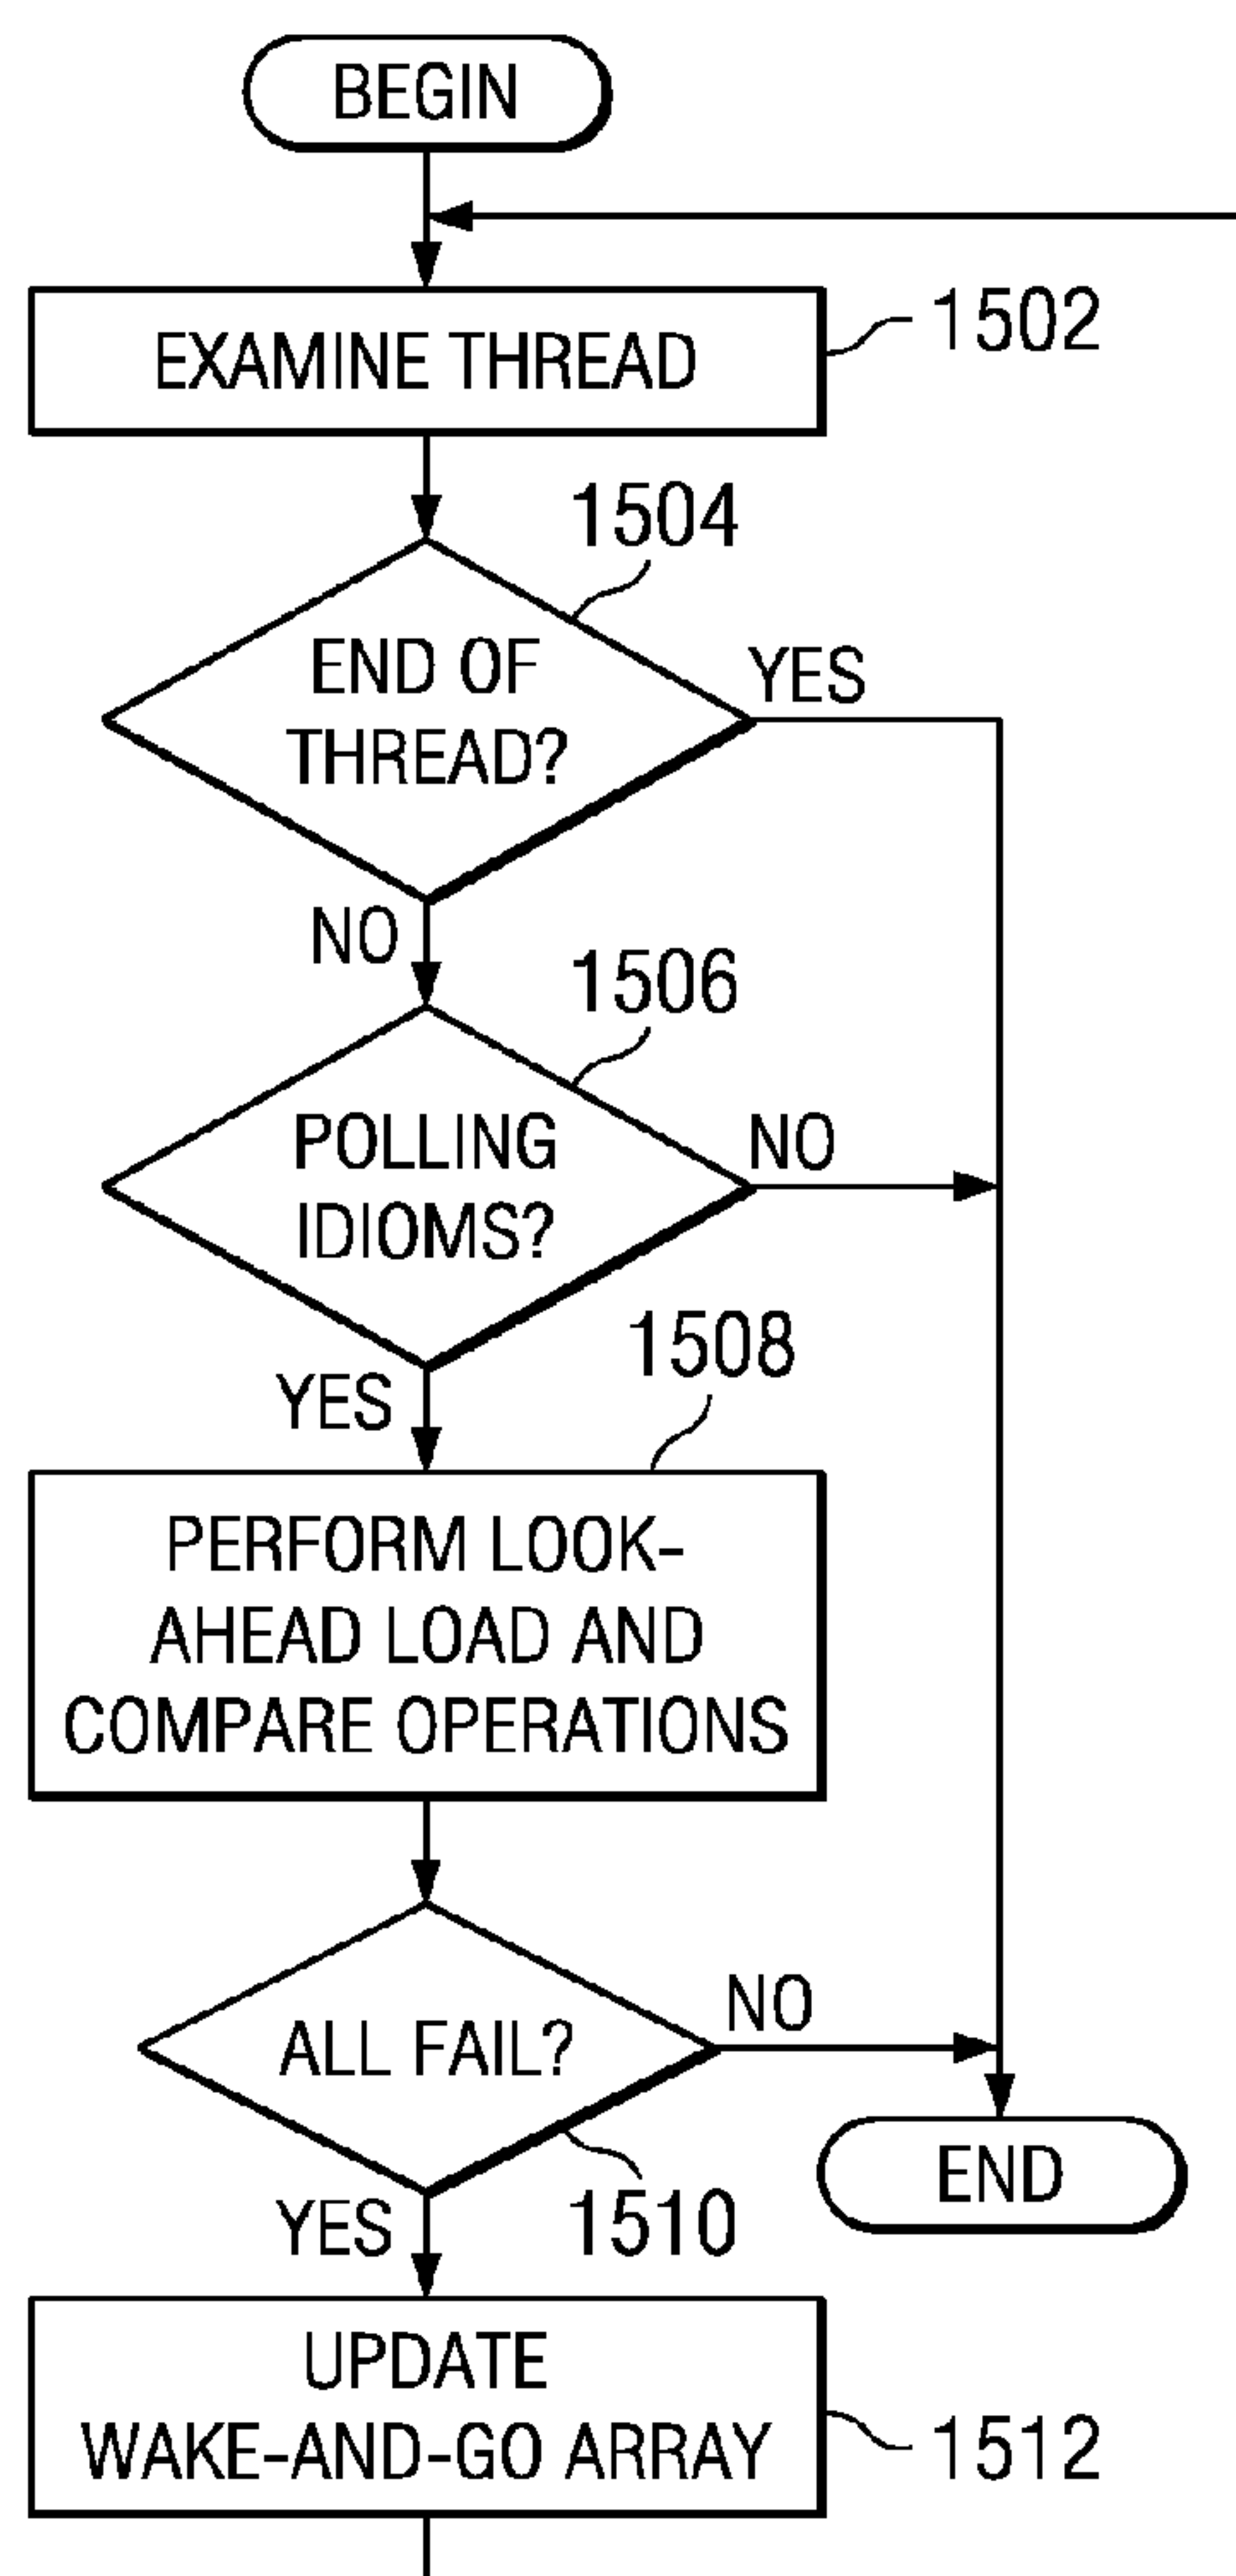 BEGIN
EXAMINE THREAD
1502
1504
END OF
THREAD?
YES
NO
1506
POLLING
IDIOMS?
NO
YES
1508
PERFORM LOOK-
AHEAD LOAD AND
COMPARE OPERATIONS
ALL FAIL?
NO
YES
1510
END
UPDATE
WAKE-AND-GO ARRAY
1512